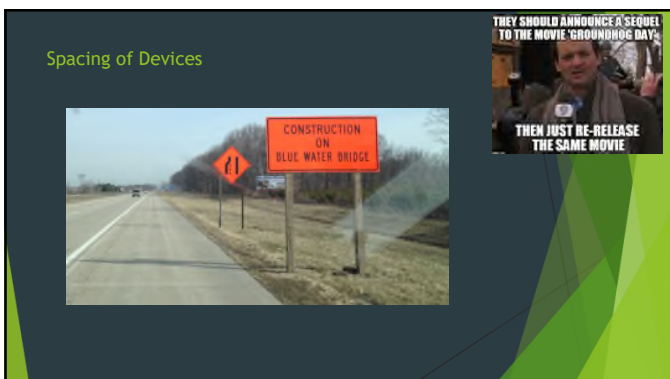 Spacing of Devices
THEY SHOULD ANNOUNCE A SEQUEL
TO THE MOVIE 'GROUNDHOG DAY'
THEN JUST RE-RELEASE
THE SAME MOVIE
CONSTRUCTION
ON
BLUE WATER BRIDGE